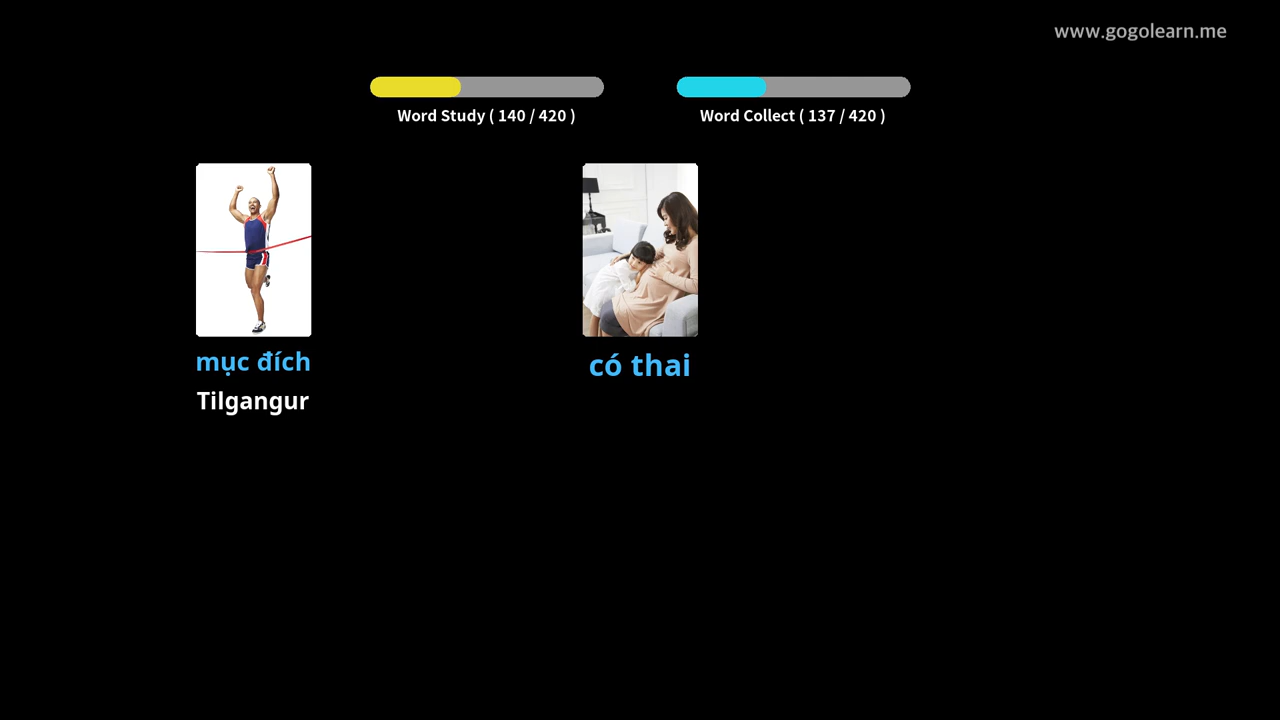 www.gogolearn.me
Word Study ( 140 / 420 )
Word Collect ( 137 / 420 )
mục đích
Tilgangur
có thai